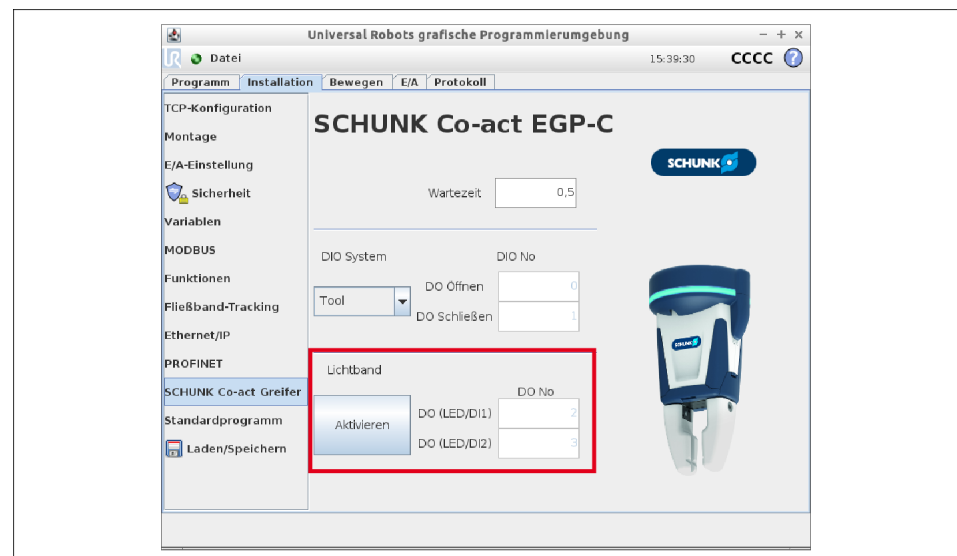 Universal Robots grafische Programmierumgebung
Datei
15:39:30 CCCC ?
Programm Installation Bewegen E/A Protokoll
TCP-Konfiguration
Montage
E/A-Einstellung
Sicherheit
Variablen
MODBUS
Funktionen
Fließband-Tracking
Ethernet/IP
PROFINET
SCHUNK Co-act Greifer
Standardprogramm
Laden/Speichern
SCHUNK Co-act EGP-C
SCHUNK
Wartezeit 0,5
DIO System DIO No
Tool
DO Öffnen 0
DO Schließen 1
Lichtband
DO No
Aktivieren
DO (LED/DI1) 2
DO (LED/DI2) 3
SCHUNK